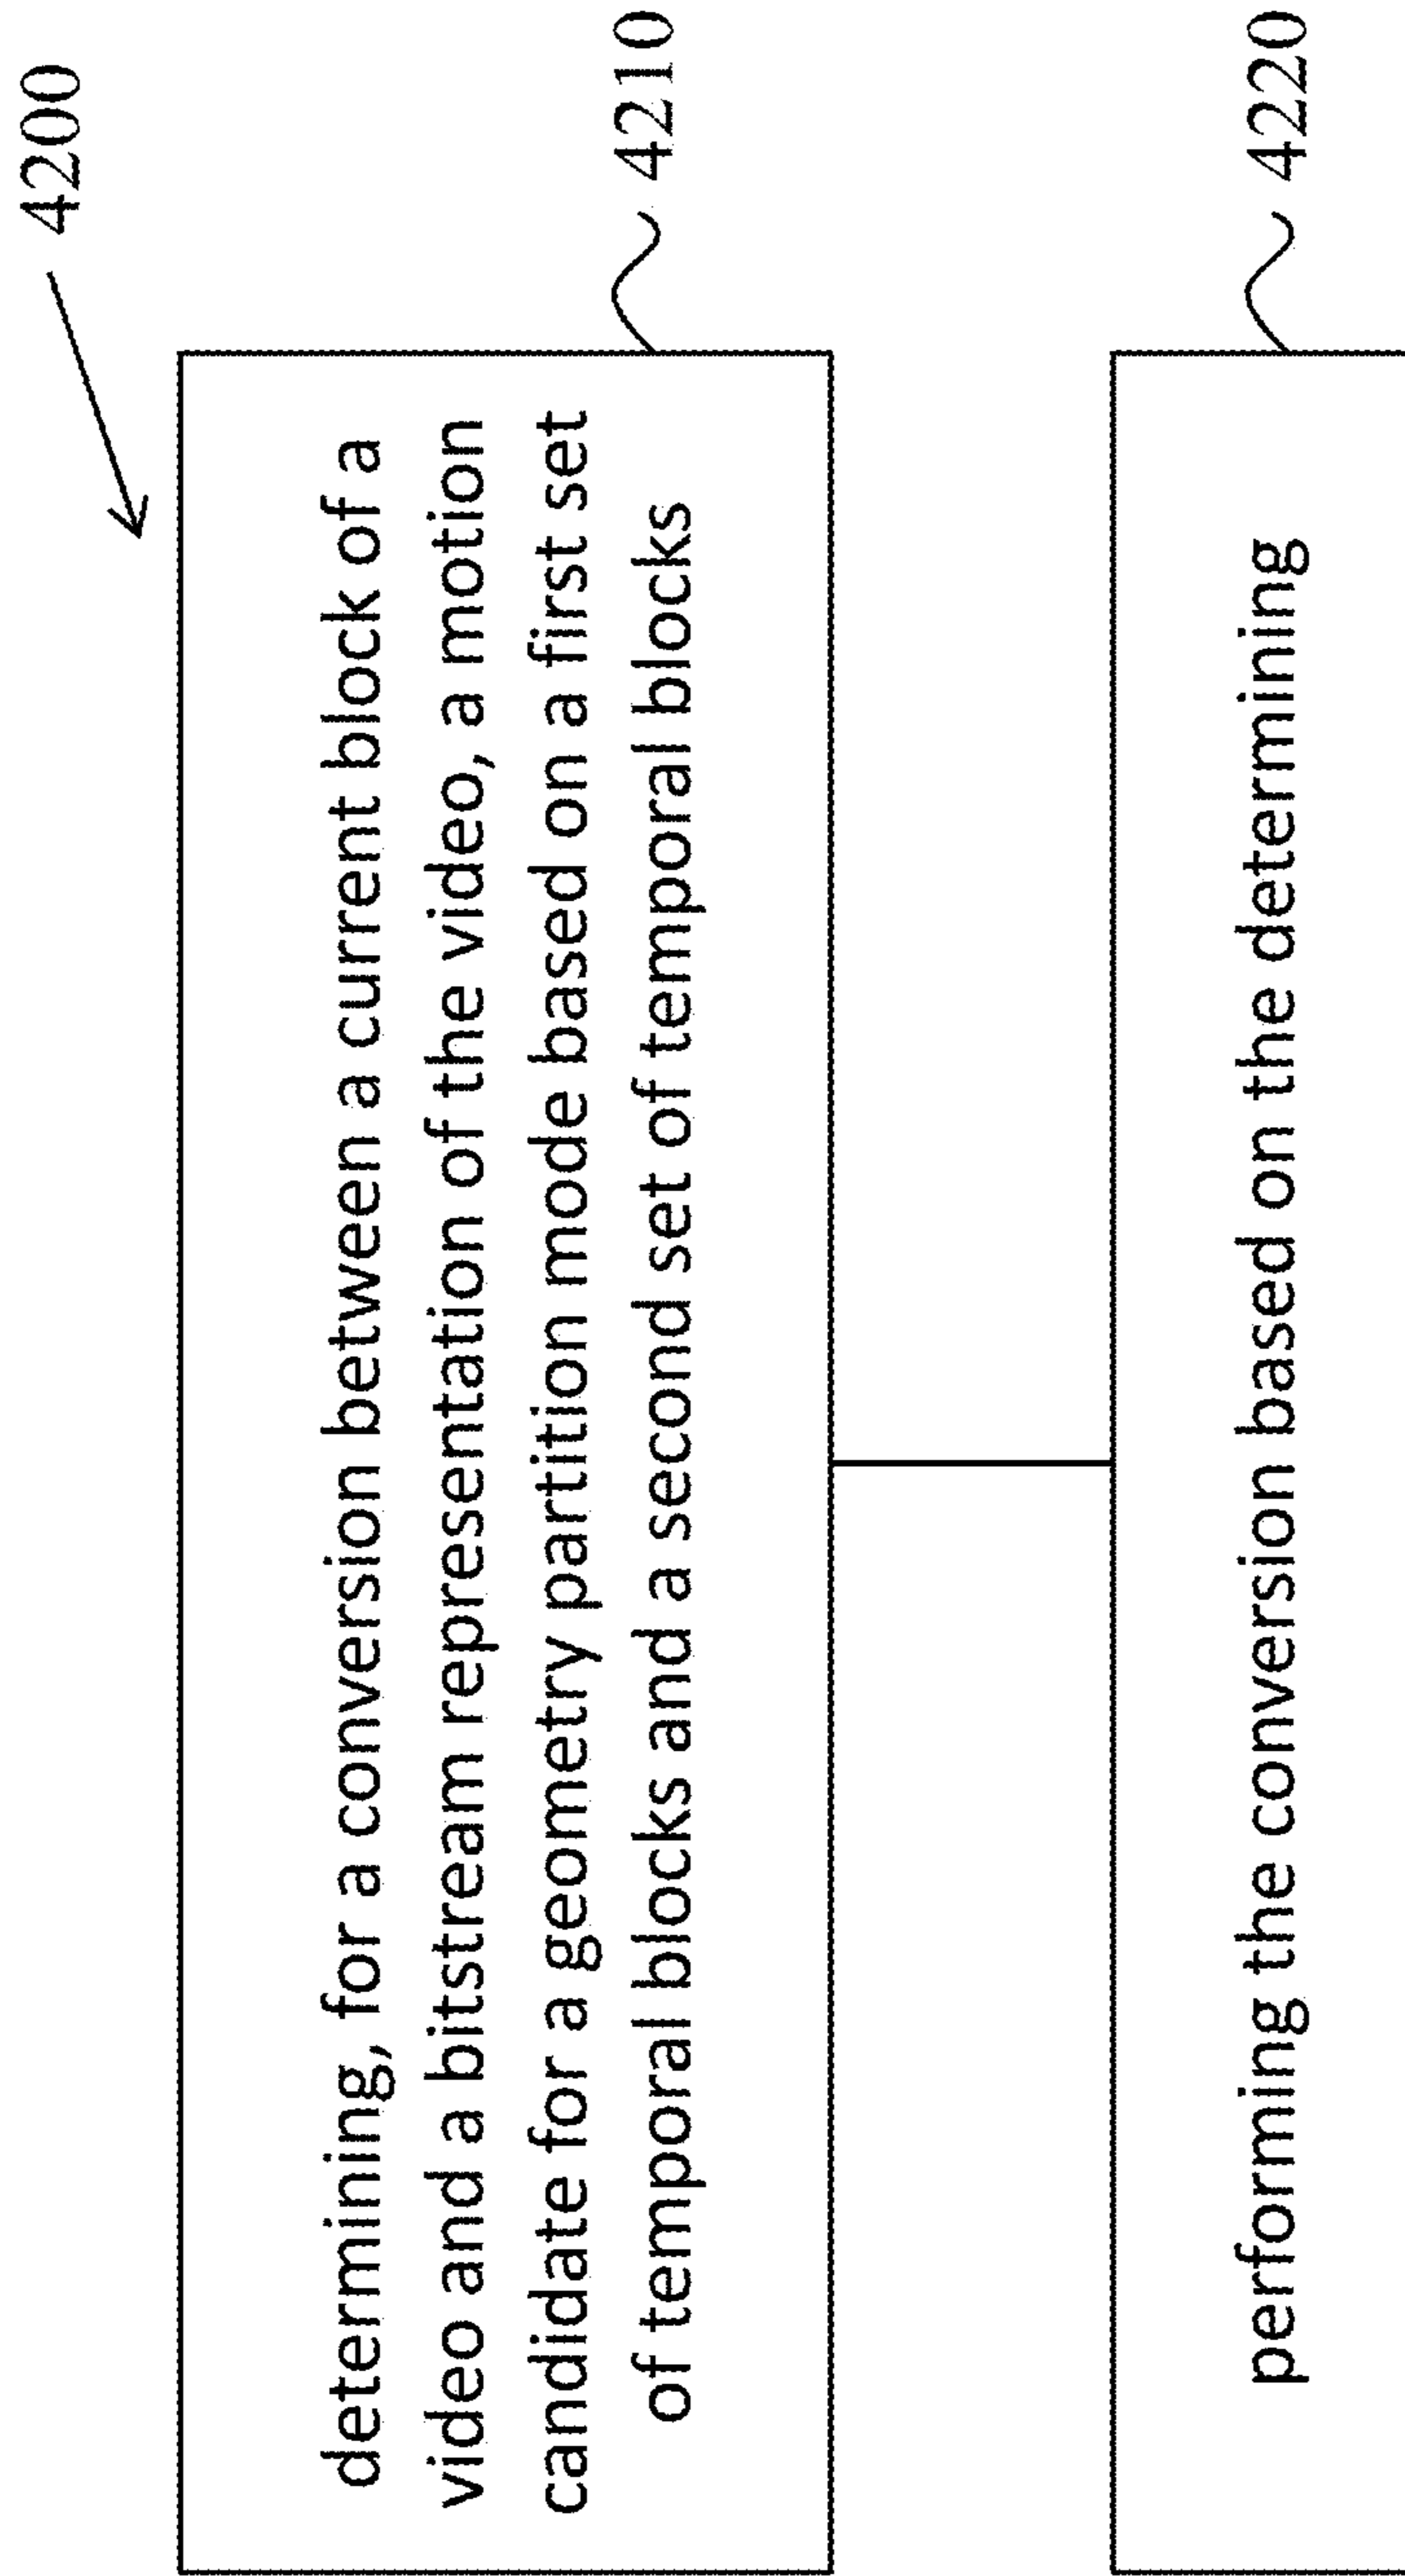 4200
determining, for a conversion between a current block of a
video and a bitstream representation of the video, a motion
candidate for a geometry partition mode based on a first set
of temporal blocks and a second set of temporal blocks
4210
performing the conversion based on the determining
4220